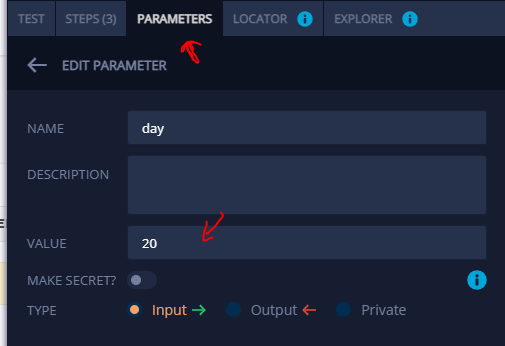 TEST STEPS (3) PARAMETERS LOCATOR i EXPLORER i
EDIT PARAMETER
NAME day
DESCRIPTION
VALUE 20
MAKE SECRET? i
TYPE Input Output Private